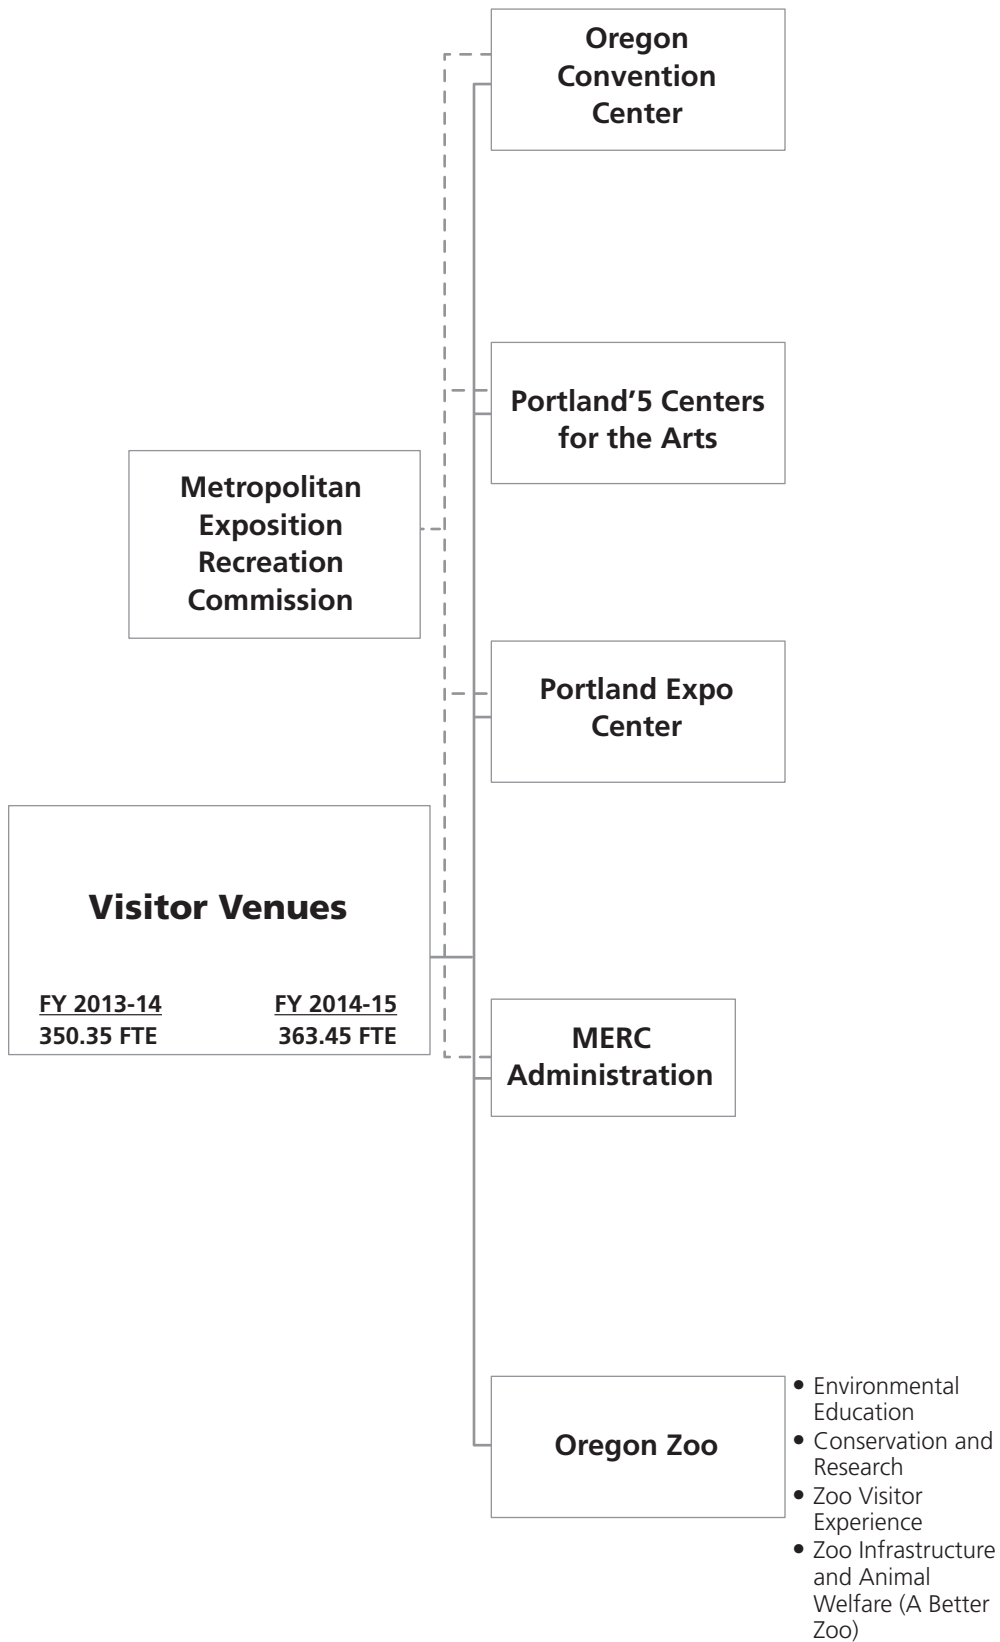 Oregon
Convention
Center
Portland’5 Centers
for the Arts
Metropolitan
Exposition
Recreation
Commission
Portland Expo
Center
Visitor Venues
FY 2013-14 FY 2014-15
350.35 FTE 363.45 FTE
MERC
Administration
Oregon Zoo
• Environmental
Education
• Conservation and
Research
• Zoo Visitor
Experience
• Zoo Infrastructure
and Animal
Welfare (A Better
Zoo)